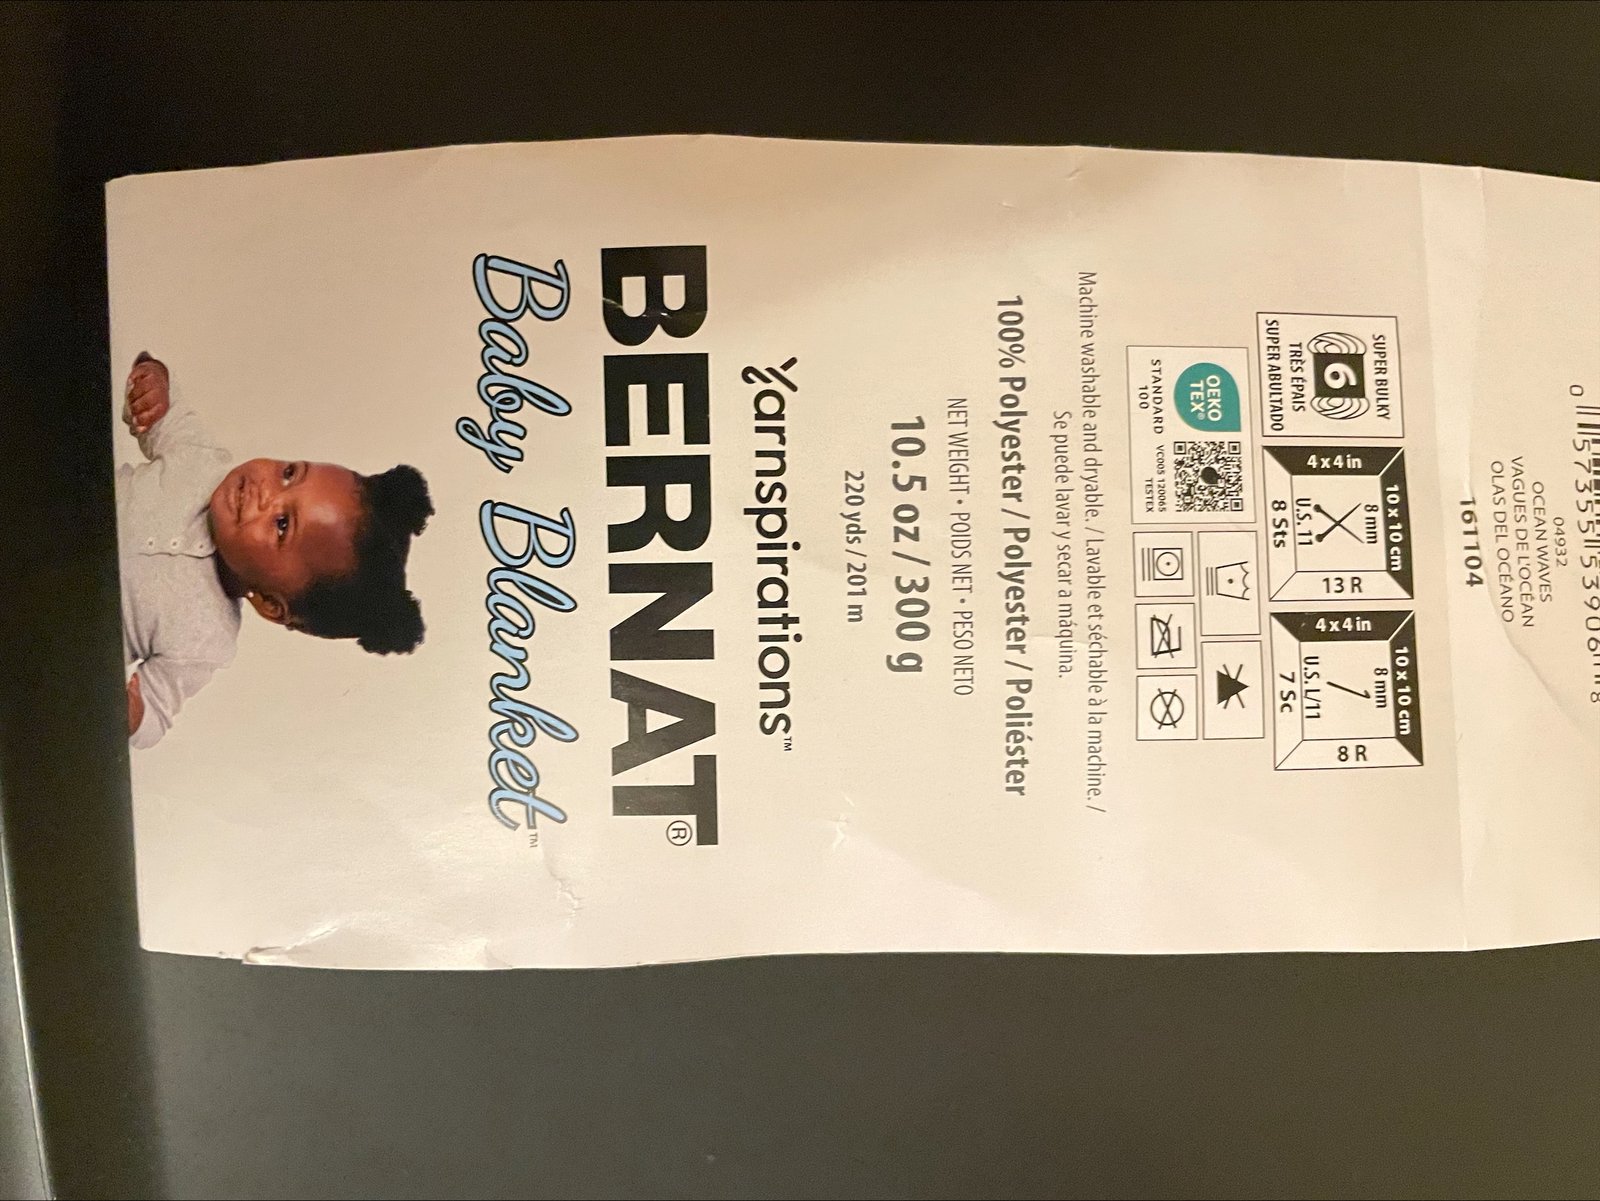 0 57355 53906 8
04932
OCEAN WAVES
VAGUES DE L'OCÉAN
OLAS DEL OCÉANO
161104
SUPER BULKY
6
TRÈS ÉPAIS
SUPER ABULTADO
10 x 10 cm
4 x 4 in
8 mm
U.S. 11
8 Sts
13 R
10 x 10 cm
4 x 4 in
8 mm
U.S. L/11
7 Sc
8 R
OEKO
TEX®
STANDARD
100
VC005 120065
TESTEX
Machine washable and dryable. / Lavable et séchable à la machine. /
Se puede lavar y secar a máquina.
100% Polyester / Polyester / Poliéster
NET WEIGHT • POIDS NET • PESO NETO
10.5 oz / 300 g
220 yds / 201 m
Yarnspirations™
BERNAT®
Baby Blanket™